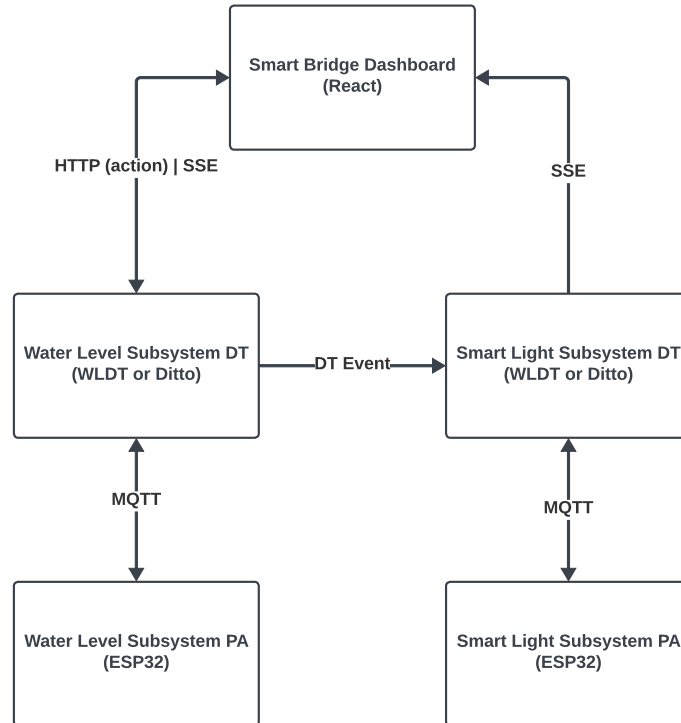 Smart Bridge Dashboard
(React)
HTTP (action) | SSE
SSE
Water Level Subsystem DT
(WLDT or Ditto)
DT Event
Smart Light Subsystem DT
(WLDT or Ditto)
MQTT
MQTT
Water Level Subsystem PA
(ESP32)
Smart Light Subsystem PA
(ESP32)